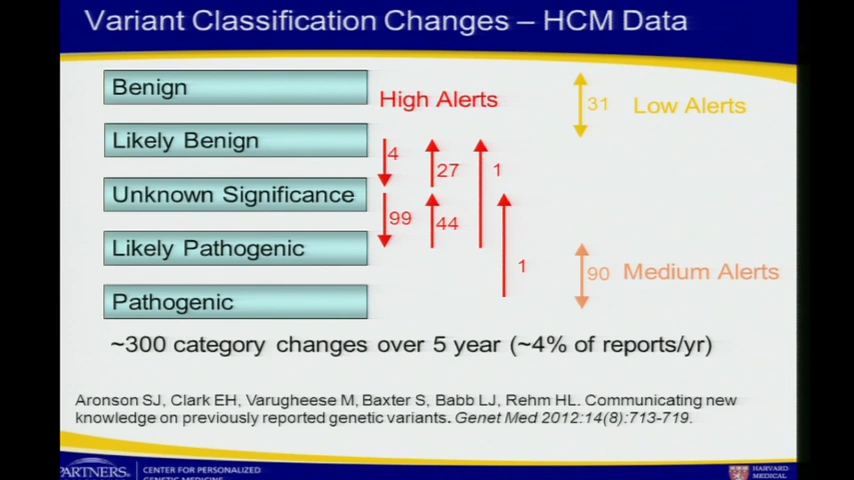 Variant Classification Changes – HCM Data
Benign
High Alerts
31
Low Alerts
Likely Benign
4
27
1
Unknown Significance
99
44
Likely Pathogenic
1
90
Medium Alerts
Pathogenic
~300 category changes over 5 year (~4% of reports/yr)
Aronson SJ, Clark EH, Varugheese M, Baxter S, Babb LJ, Rehm HL. Communicating new
knowledge on previously reported genetic variants. Genet Med 2012:14(8):713-719.
PARTNERS.
CENTER FOR PERSONALIZED
GENETIC MEDICINE
HARVARD
MEDICAL